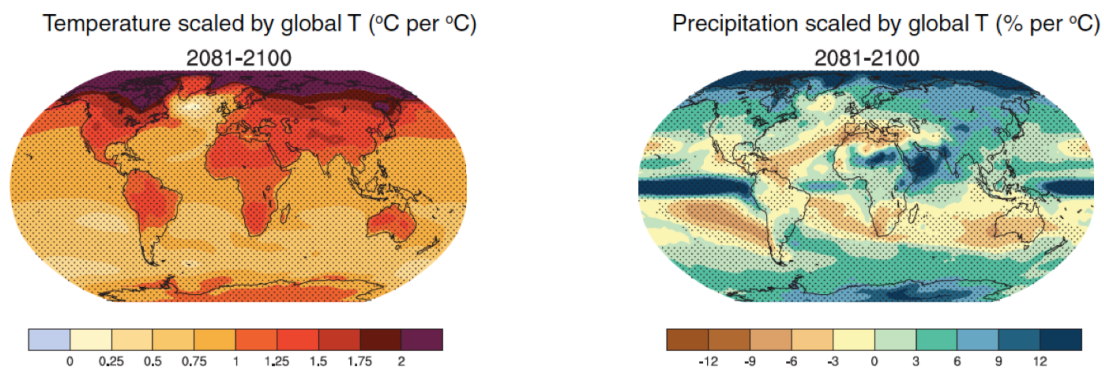 Temperature scaled by global T (°C per °C)
2081-2100
0 0.25 0.5 0.75 1 1.25 1.5 1.75 2
Precipitation scaled by global T (% per °C)
2081-2100
-12 -9 -6 -3 0 3 6 9 12